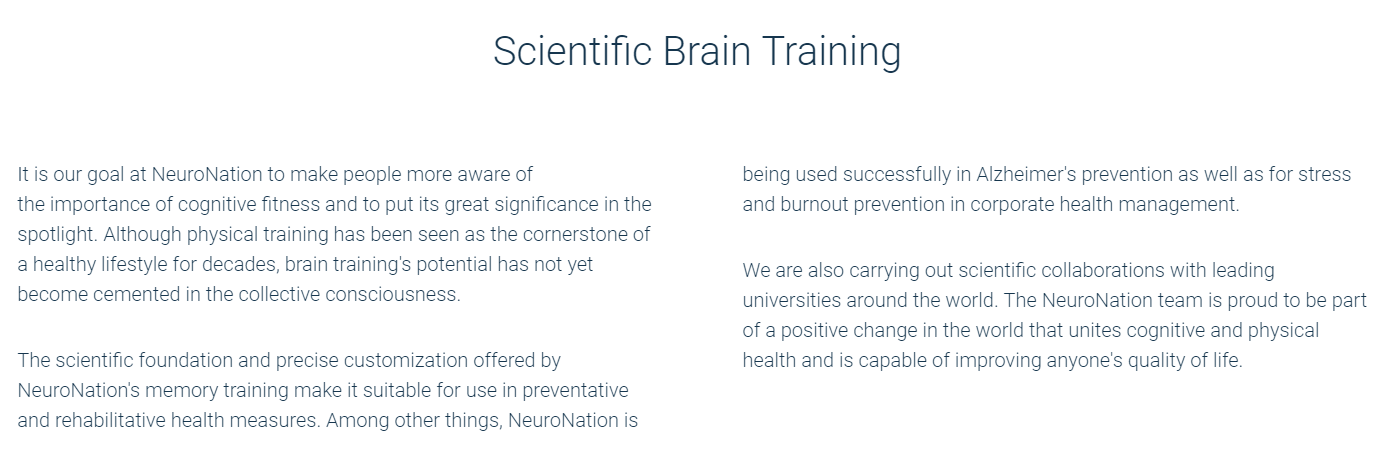 Scientific Brain Training
It is our goal at NeuroNation to make people more aware of
the importance of cognitive fitness and to put its great significance in the
spotlight. Although physical training has been seen as the cornerstone of
a healthy lifestyle for decades, brain training's potential has not yet
become cemented in the collective consciousness.
The scientific foundation and precise customization offered by
NeuroNation's memory training make it suitable for use in preventative
and rehabilitative health measures. Among other things, NeuroNation is
being used successfully in Alzheimer's prevention as well as for stress
and burnout prevention in corporate health management.
We are also carrying out scientific collaborations with leading
universities around the world. The NeuroNation team is proud to be part
of a positive change in the world that unites cognitive and physical
health and is capable of improving anyone's quality of life.